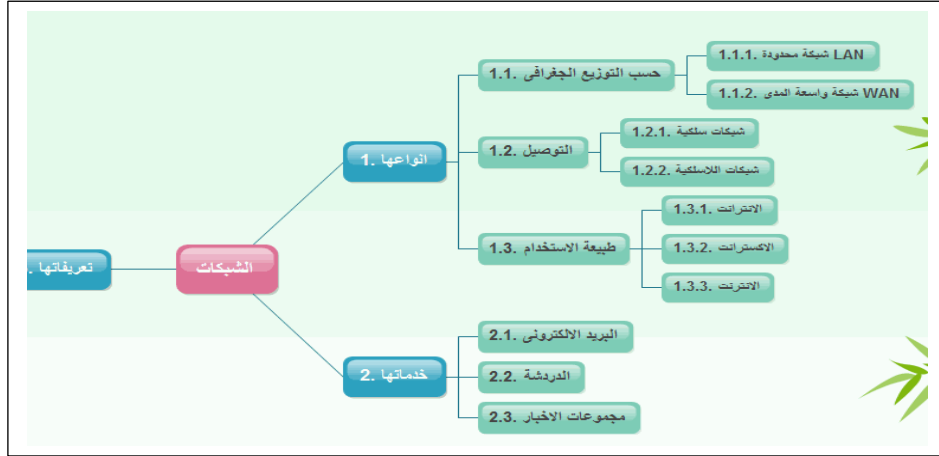 الشبكات
1. انواعها
1.1. حسب التوزيع الجغرافى
1.1.1. شبكة محدودة LAN
1.1.2. شبكة واسعة المدى WAN
1.2. التوصيل
1.2.1. شبكات سلكية
1.2.2. شبكات اللاسلكية
1.3. طبيعة الاستخدام
1.3.1. الانترانت
1.3.2. الاكسترانت
1.3.3. الانترنت
2. خدماتها
2.1. البريد الالكترونى
2.2. الدردشة
2.3. مجموعات الاخبار
. تعريفاتها